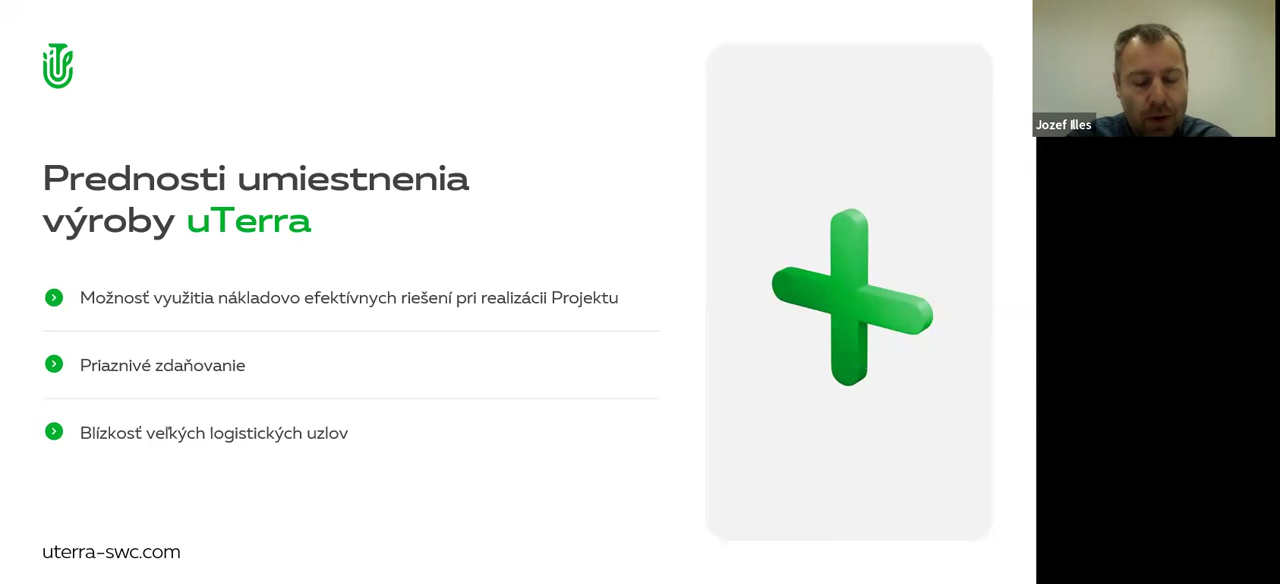 Prednosti umiestnenia
výroby uTerra
Možnosť využitia nákladovo efektívnych riešení pri realizácii Projektu
Priaznivé zdaňovanie
Blízkosť veľkých logistických uzlov
uterra-swc.com
Jozef Illes